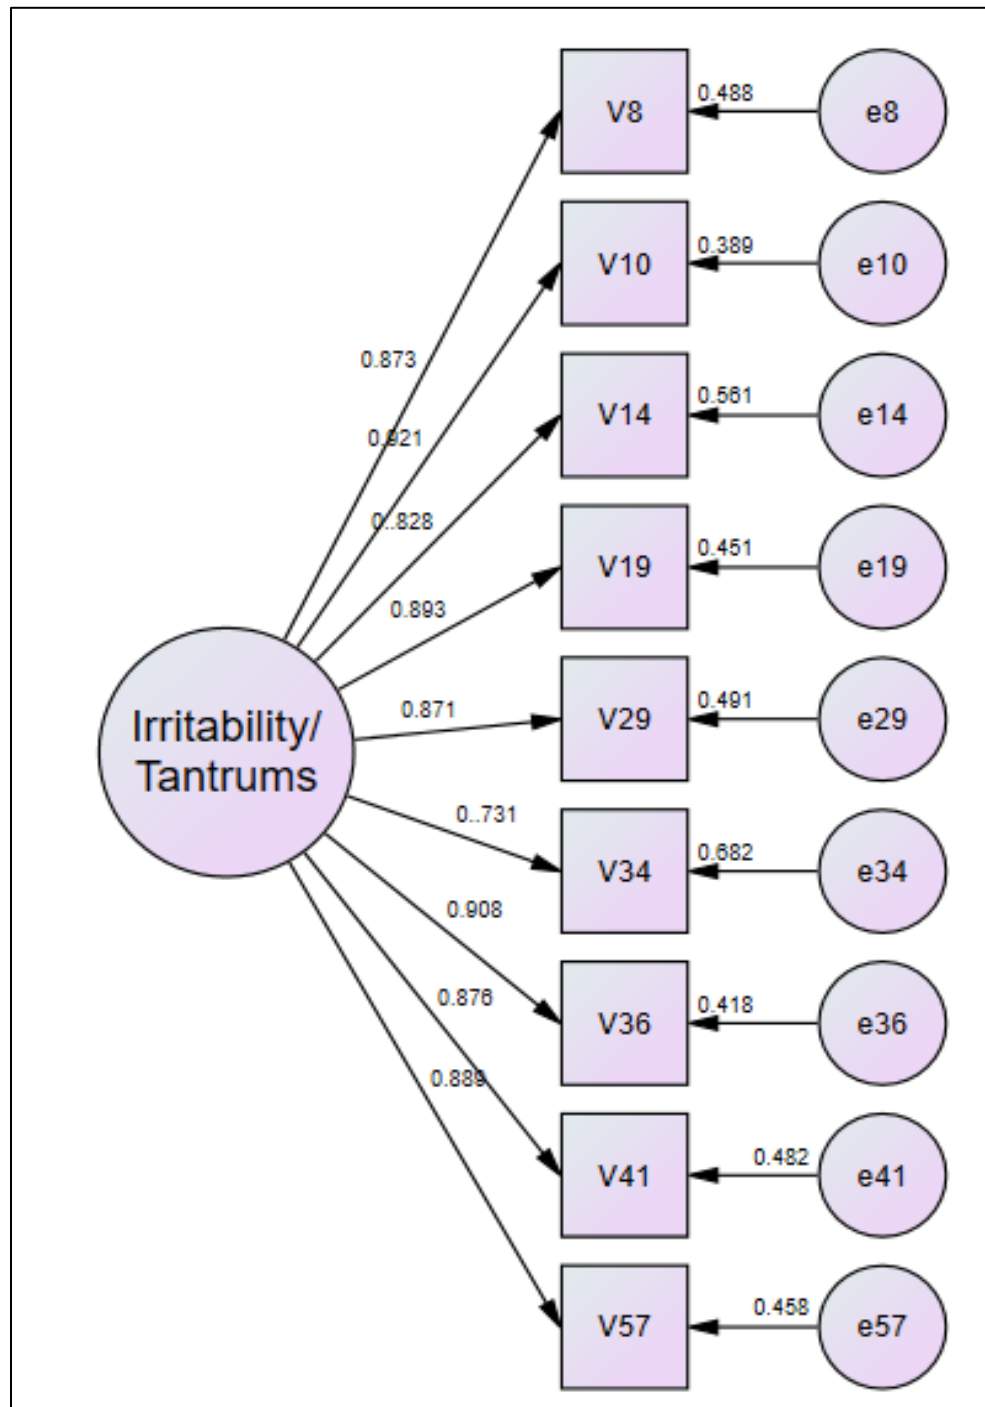 V8
0.488
e8
V10
0.389
e10
0.873
V14
0.561
e14
0.921
0..828
V19
0.451
e19
0.893
Irritability/
Tantrums
0.871
V29
0.491
e29
0..731
V34
0.682
e34
0.908
V36
0.418
e36
0.876
0.889
V41
0.482
e41
V57
0.458
e57